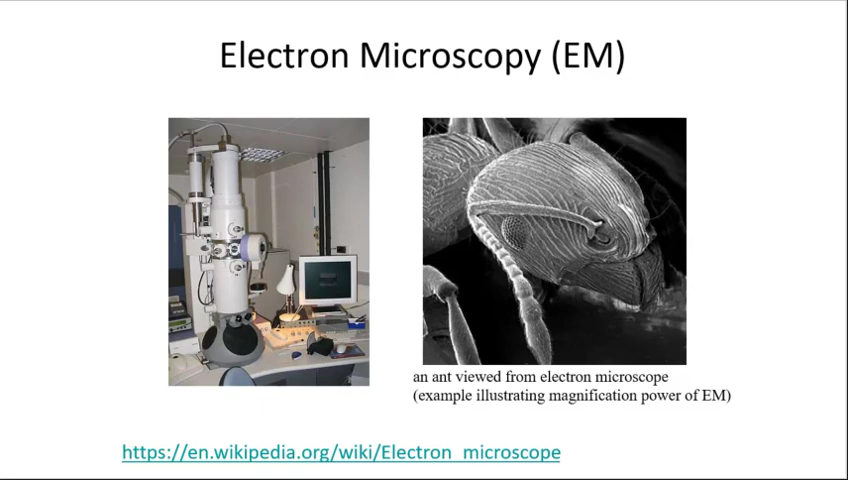 Electron Microscopy (EM)
an ant viewed from electron microscope
(example illustrating magnification power of EM)
https://en.wikipedia.org/wiki/Electron_microscope